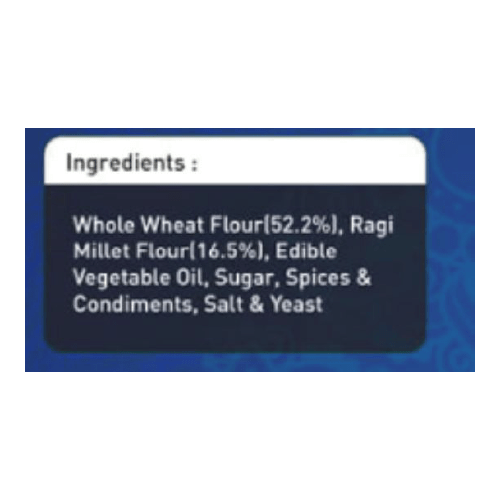 Ingredients :
Whole Wheat Flour(52.2%), Ragi
Millet Flour(16.5%), Edible
Vegetable Oil, Sugar, Spices &
Condiments, Salt & Yeast